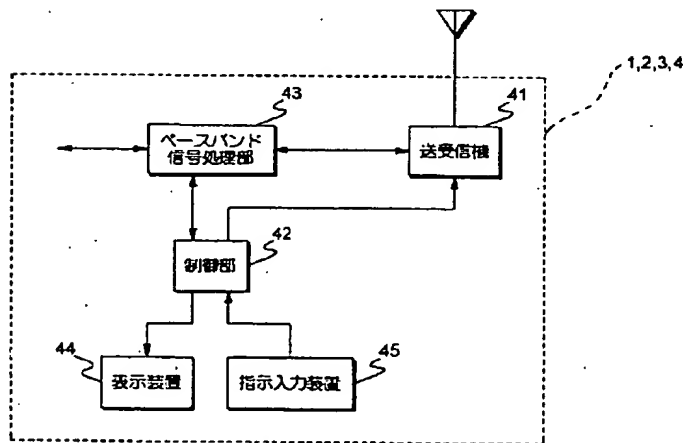 1,2,3,4
43
41
ベースバンド
信号処理部
送受信機
42
制御部
44
45
表示装置
指示入力装置